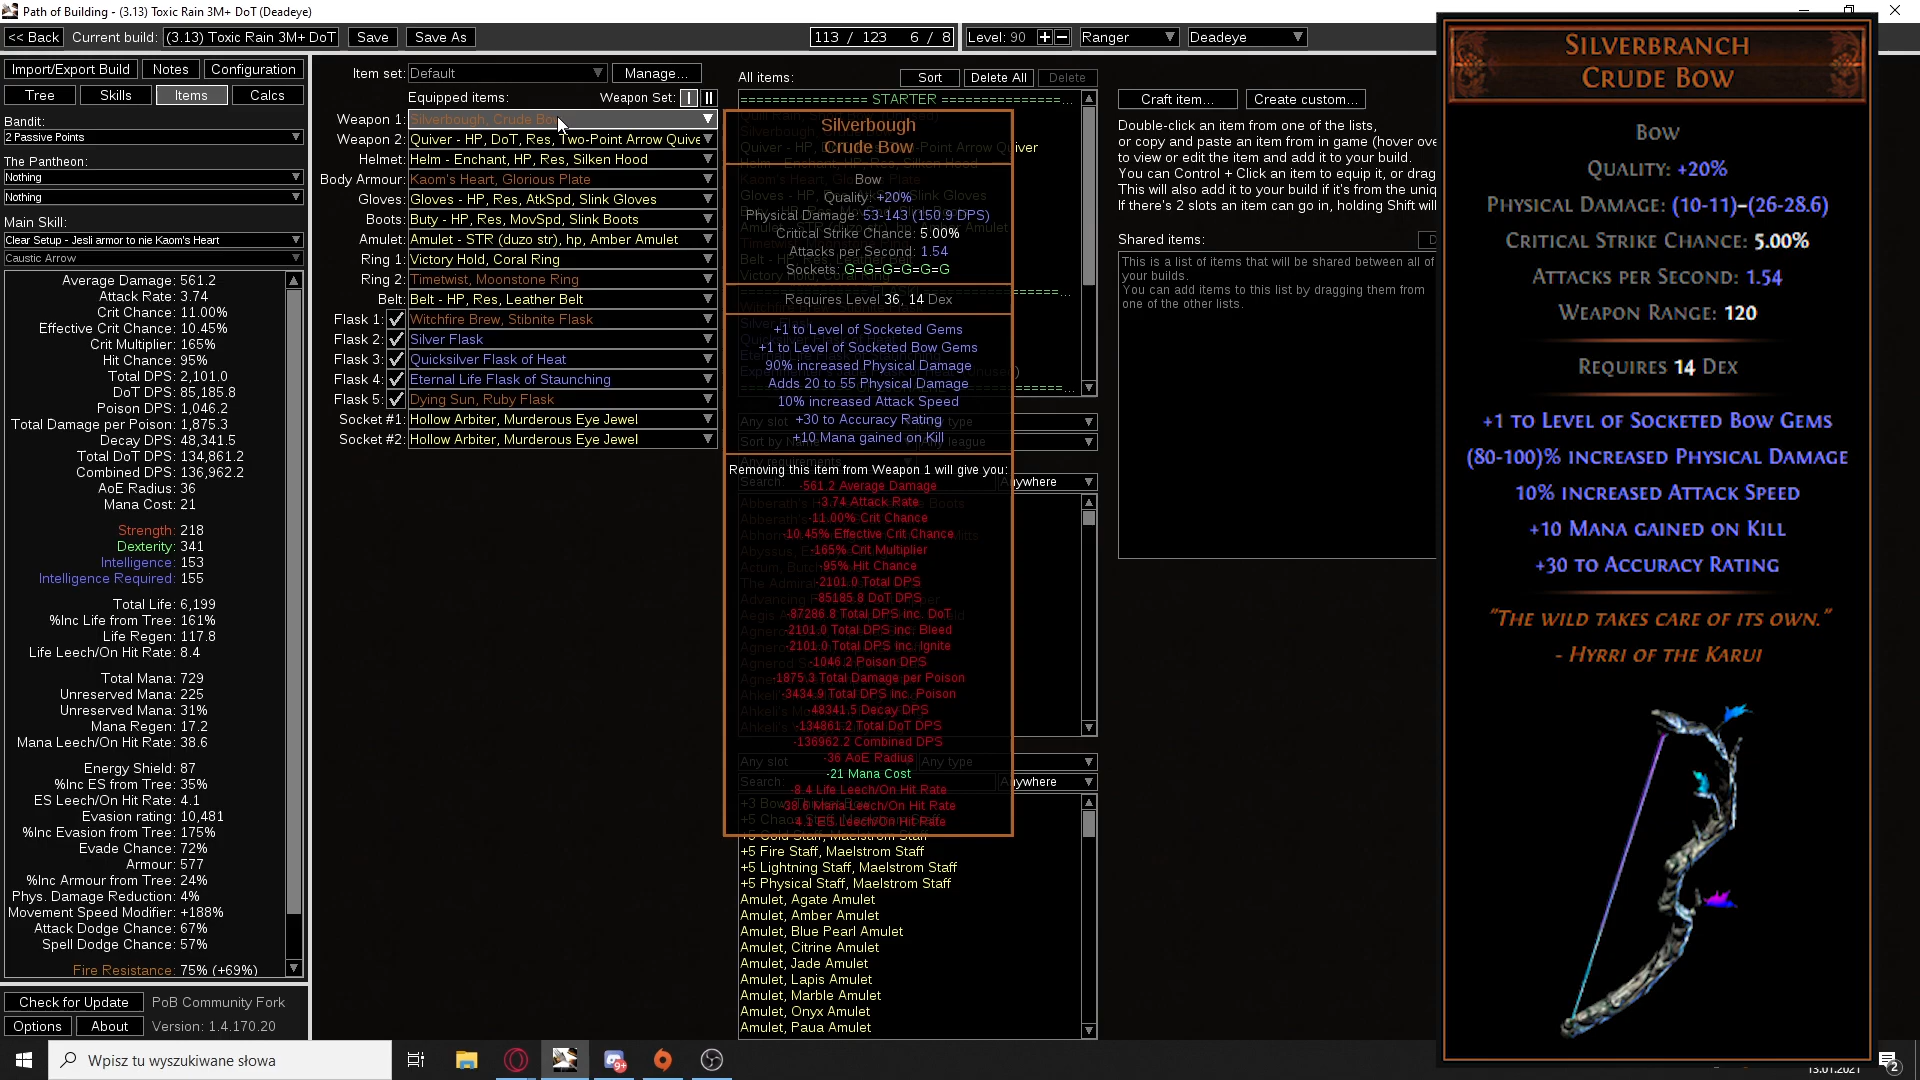 Path of Building - (3.13) Toxic Rain 3M+ DoT (Deadeye)
<< Back
Current build:
(3.13) Toxic Rain 3M+ DoT
Save
Save As
113 / 123 6 / 8
Level: 90
Ranger
Deadeye
Import/Export Build
Notes
Configuration
Tree
Skills
Items
Calcs
Bandit:
2 Passive Points
The Pantheon:
Nothing
Nothing
Main Skill:
Clear Setup - Jesli armor to nie Kaom's Heart
Caustic Arrow
Average Damage: 561.2
Attack Rate: 3.74
Crit Chance: 11.00%
Effective Crit Chance: 10.45%
Crit Multiplier: 165%
Hit Chance: 95%
Total DPS: 2,101.0
DoT DPS: 85,185.8
Poison DPS: 1,046.2
Total Damage per Poison: 1,875.3
Decay DPS: 48,341.5
Total DoT DPS: 134,861.2
Combined DPS: 136,962.2
AoE Radius: 36
Mana Cost: 21
Strength: 218
Dexterity: 341
Intelligence: 153
Intelligence Required: 155
Total Life: 6,199
%Inc Life from Tree: 161%
Life Regen: 117.8
Life Leech/On Hit Rate: 8.4
Total Mana: 729
Unreserved Mana: 225
Unreserved Mana: 31%
Mana Regen: 17.2
Mana Leech/On Hit Rate: 38.6
Energy Shield: 87
%Inc ES from Tree: 35%
ES Leech/On Hit Rate: 4.1
Evasion rating: 10,481
%Inc Evasion from Tree: 175%
Evade Chance: 72%
Armour: 577
%Inc Armour from Tree: 24%
Phys. Damage Reduction: 4%
Movement Speed Modifier: +188%
Attack Dodge Chance: 67%
Spell Dodge Chance: 57%
Fire Resistance: 75% (+69%)
Check for Update
PoB Community Fork
Options
About
Version: 1.4.170.20
Item set:
Default
Manage...
Equipped items:
Weapon Set:
I
II
Weapon 1: Silverbough, Crude Bow
Weapon 2: Quiver - HP, DoT, Res, Two-Point Arrow Quive
Helmet: Helm - Enchant, HP, Res, Silken Hood
Body Armour: Kaom's Heart, Glorious Plate
Gloves: Gloves - HP, Res, AtkSpd, Slink Gloves
Boots: Buty - HP, Res, MovSpd, Slink Boots
Amulet: Amulet - STR (duzo str), hp, Amber Amulet
Ring 1: Victory Hold, Coral Ring
Ring 2: Timetwist, Moonstone Ring
Belt: Belt - HP, Res, Leather Belt
Flask 1: Witchfire Brew, Stibnite Flask
Flask 2: Silver Flask
Flask 3: Quicksilver Flask of Heat
Flask 4: Eternal Life Flask of Staunching
Flask 5: Dying Sun, Ruby Flask
Socket #1: Hollow Arbiter, Murderous Eye Jewel
Socket #2: Hollow Arbiter, Murderous Eye Jewel
All items:
Sort
Delete All
Delete
================ STARTER ===============...
Silverbough
Crude Bow
Bow
Quality: +20%
Physical Damage: 53-143 (150.9 DPS)
Critical Strike Chance: 5.00%
Attacks per Second: 1.54
Sockets: G=G=G=G=G=G
Requires Level 36, 14 Dex
+1 to Level of Socketed Gems
+1 to Level of Socketed Bow Gems
90% increased Physical Damage
Adds 20 to 55 Physical Damage
10% increased Attack Speed
+30 to Accuracy Rating
+10 Mana gained on Kill
Removing this item from Weapon 1 will give you:
-561.2 Average Damage
-3.74 Attack Rate
-11.00% Crit Chance
-10.45% Effective Crit Chance
-165% Crit Multiplier
-95% Hit Chance
-2101.0 Total DPS
-85185.8 DoT DPS
-87286.8 Total DPS inc. DoT
-2101.0 Total DPS inc. Bleed
-2101.0 Total DPS inc. Ignite
-1046.2 Poison DPS
-1875.3 Total Damage per Poison
-3434.9 Total DPS inc. Poison
-48341.5 Decay DPS
-134861.2 Total DoT DPS
-136962.2 Combined DPS
-36 AoE Radius
-21 Mana Cost
-8.4 Life Leech/On Hit Rate
-38.6 Mana Leech/On Hit Rate
-4.1 ES Leech/On Hit Rate
Any slot
Any type
Search:
Anywhere
+5 Cold Staff, Maelstrom Staff
+5 Fire Staff, Maelstrom Staff
+5 Lightning Staff, Maelstrom Staff
+5 Physical Staff, Maelstrom Staff
Amulet, Agate Amulet
Amulet, Amber Amulet
Amulet, Blue Pearl Amulet
Amulet, Citrine Amulet
Amulet, Jade Amulet
Amulet, Lapis Amulet
Amulet, Marble Amulet
Amulet, Onyx Amulet
Amulet, Paua Amulet
Craft item...
Create custom...
Double-click an item from one of the lists,
or copy and paste an item from in game (hover ove
to view or edit the item and add it to your build.
You can Control + Click an item to equip it, or drag
This will also add it to your build if it's from the uniq
If there's 2 slots an item can go in, holding Shift will
Shared items:
D
This is a list of items that will be shared between all of
your builds.
You can add items to this list by dragging them from
one of the other lists.
SILVERBRANCH
CRUDE BOW
BOW
QUALITY: +20%
PHYSICAL DAMAGE: (10-11)–(26-28.6)
CRITICAL STRIKE CHANCE: 5.00%
ATTACKS PER SECOND: 1.54
WEAPON RANGE: 120
REQUIRES 14 DEX
+1 TO LEVEL OF SOCKETED BOW GEMS
(80-100)% INCREASED PHYSICAL DAMAGE
10% INCREASED ATTACK SPEED
+10 MANA GAINED ON KILL
+30 TO ACCURACY RATING
"THE WILD TAKES CARE OF ITS OWN."
- HYRRI OF THE KARUI
Wpisz tu wyszukiwane słowa
9+
13.01.2021
2